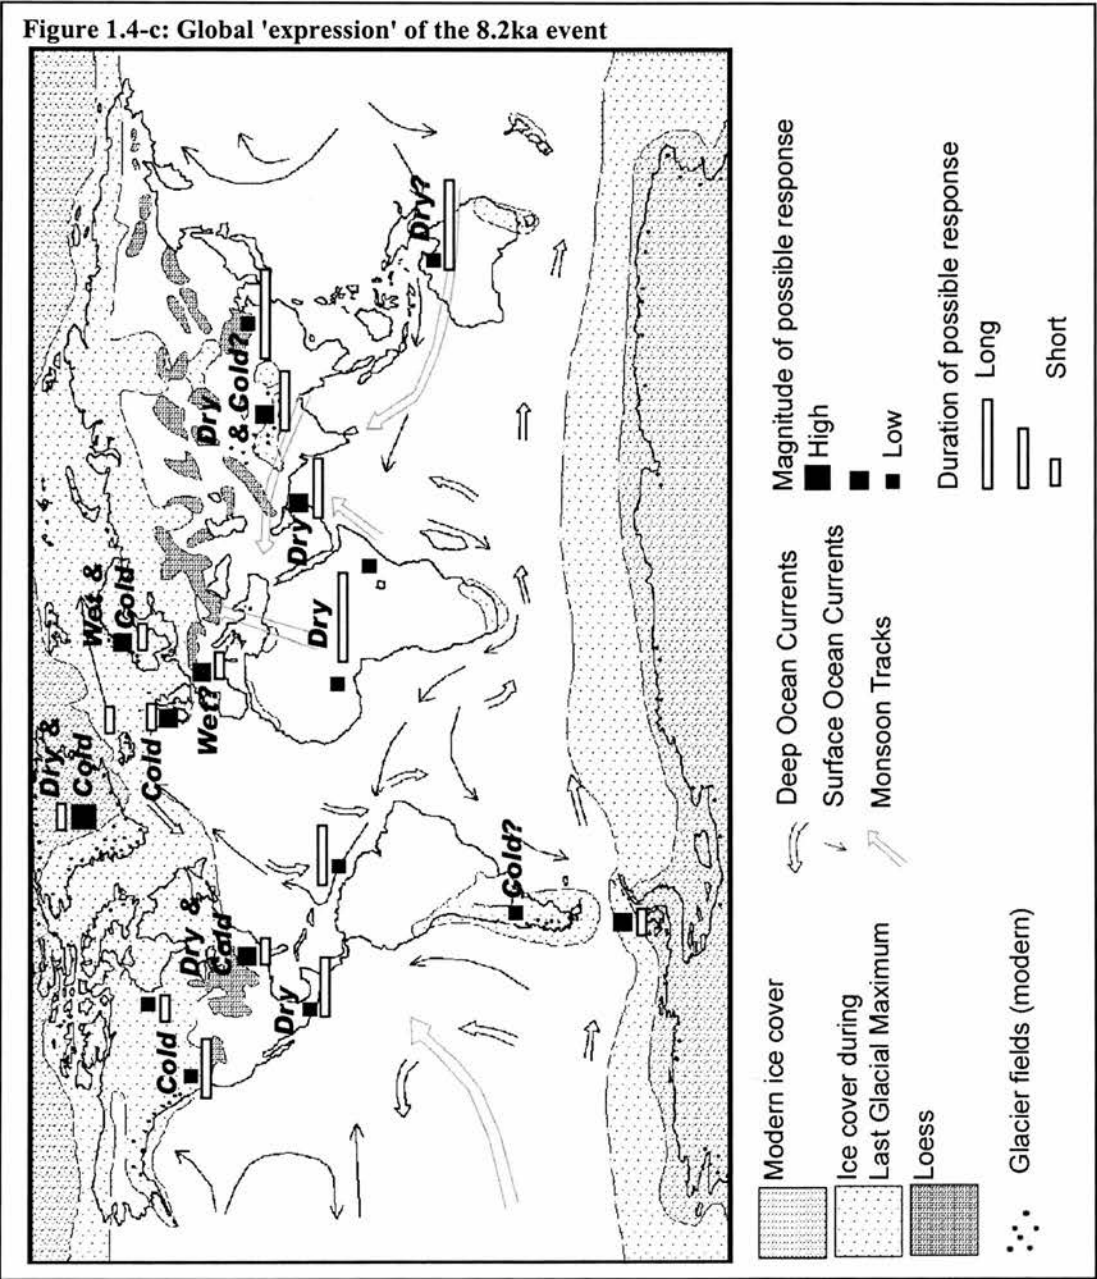 Figure 1.4-c: Global 'expression' of the 8.2ka event
Cold
Dry &
Cold
Dry
Dry &
Cold
Cold
Wet?
Wet &
Cold
Dry
Dry
Dry
& Cold?
Dry?
Cold?
Modern ice cover
Ice cover during
Last Glacial Maximum
Loess
Glacier fields (modern)
Deep Ocean Currents
Surface Ocean Currents
Monsoon Tracks
Magnitude of possible response
High
Low
Duration of possible response
Long
Short